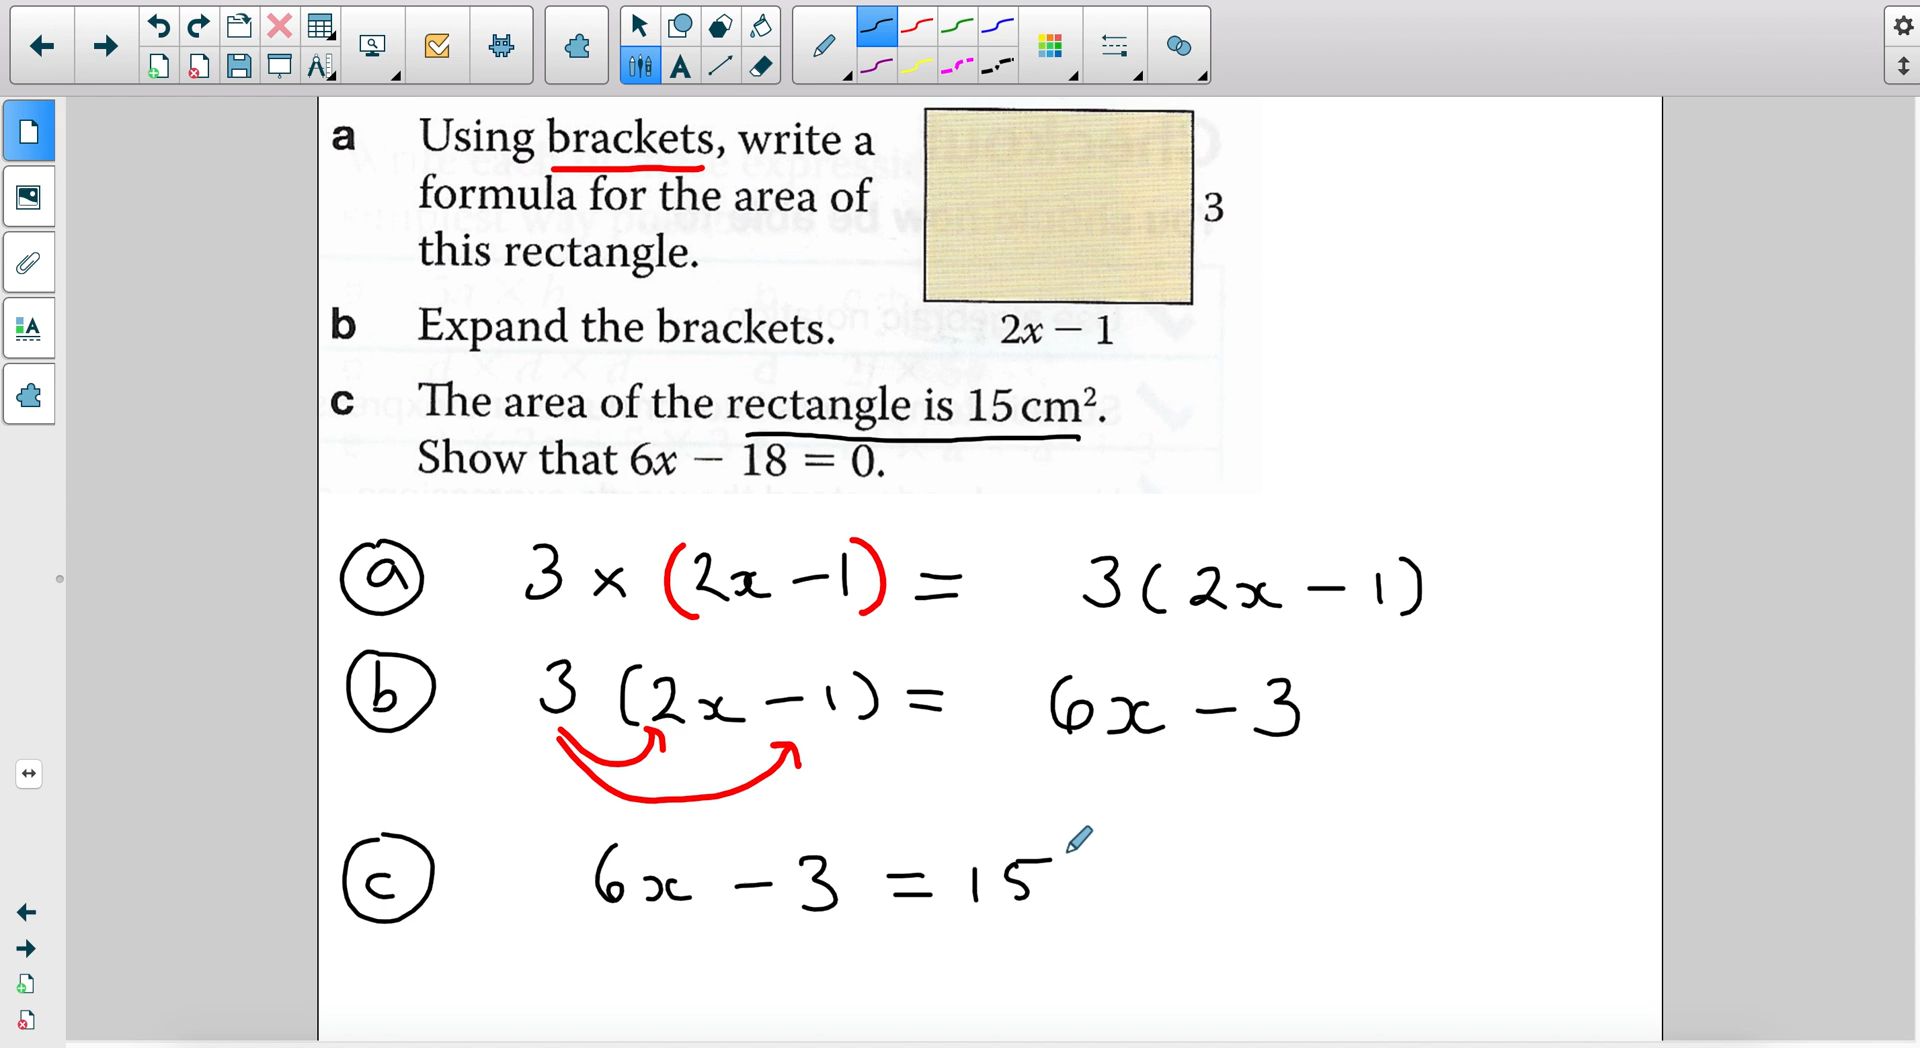 a Using brackets, write a
formula for the area of
this rectangle.
3
b Expand the brackets.
2x − 1
c The area of the rectangle is 15 cm².
Show that 6x − 18 = 0.
a 3 × (2x − 1) = 3(2x − 1)
b 3 (2x − 1) = 6x − 3
c 6x − 3 = 15